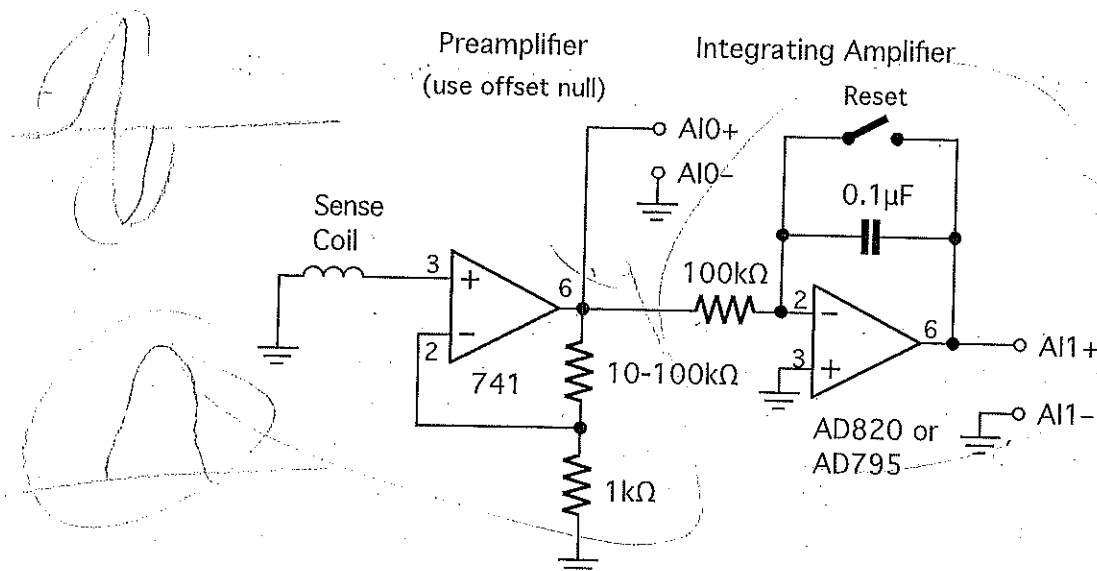 Preamplifier
(use offset null)
Integrating Amplifier
Reset
AI0+
AI0–
0.1µF
Sense
Coil
3
+
6
100kΩ
2
–
6
–
2
741
10-100kΩ
3
+
AI1+
AI1–
AD820 or
AD795
1kΩ